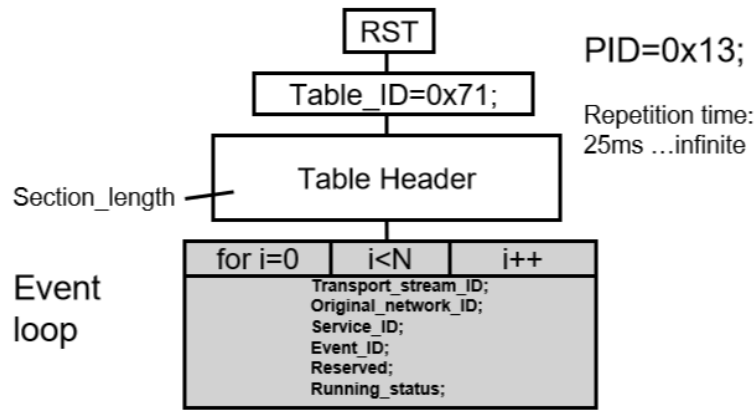 RST
PID=0x13;
Table_ID=0x71;
Repetition time:
25ms ...infinite
Table Header
Section_length
for i=0 i<N i++
Event
loop
Transport_stream_ID;
Original_network_ID;
Service_ID;
Event_ID;
Reserved;
Running_status;